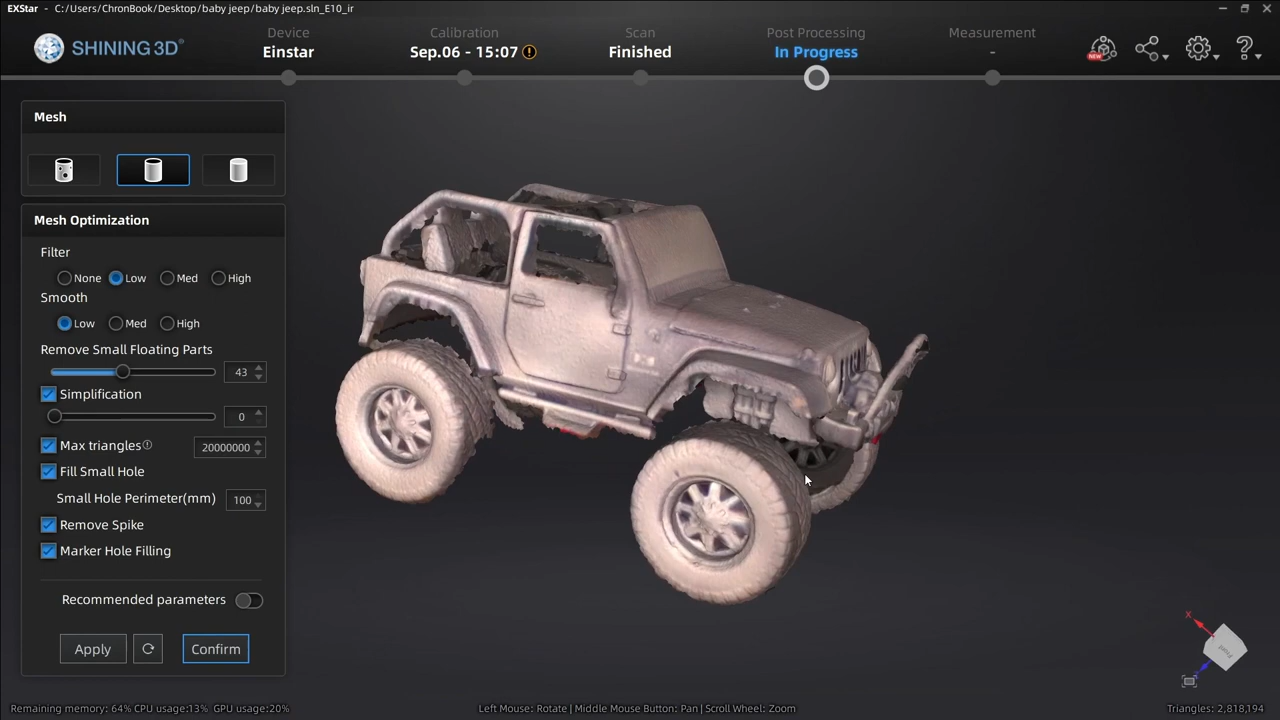 EXStar - C:/Users/ChronBook/Desktop/baby jeep/baby jeep.sln_E10_ir
SHINING 3D®
Device
Einstar
Calibration
Sep.06 - 15:07
Scan
Finished
Post Processing
In Progress
Measurement
-
NEW
Mesh
Mesh Optimization
Filter
None Low Med High
Smooth
Low Med High
Remove Small Floating Parts
43
Simplification
0
Max triangles 20000000
Fill Small Hole
Small Hole Perimeter(mm) 100
Remove Spike
Marker Hole Filling
Recommended parameters
Apply Confirm
X
Front
Remaining memory: 64% CPU usage:13% GPU usage:20%
Left Mouse: Rotate | Middle Mouse Button: Pan | Scroll Wheel: Zoom
Triangles: 2,818,194